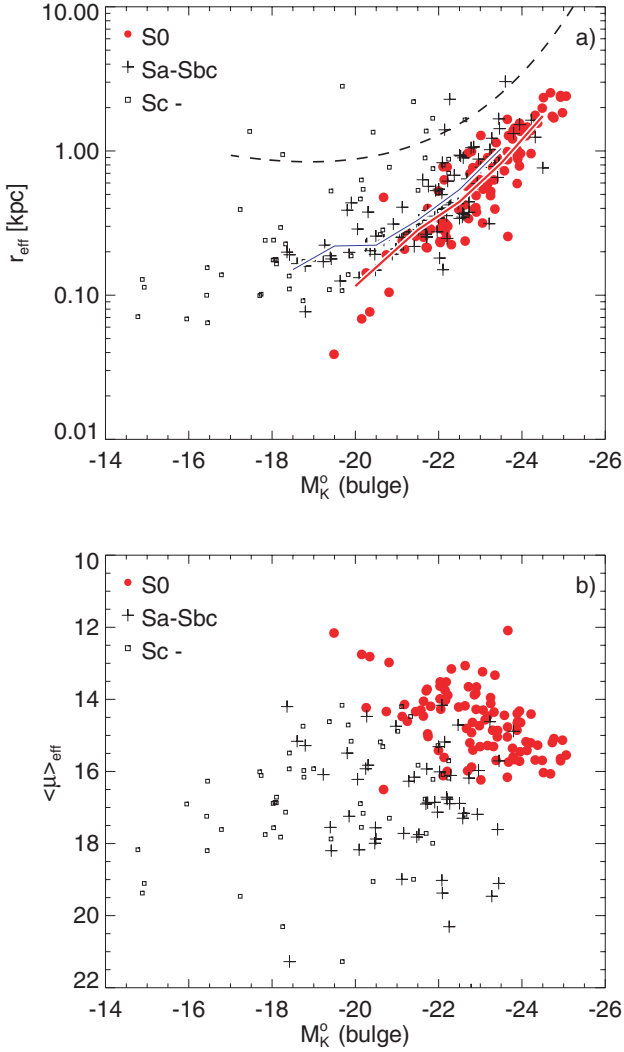 10.00
a)
S0
Sa-Sbc
Sc -
1.00
r_eff [kpc]
0.10
0.01
-14 -16 -18 -20 -22 -24 -26
M_K^o (bulge)
10
b)
S0
Sa-Sbc
Sc -
12
14
<μ>_eff
16
18
20
22
-14 -16 -18 -20 -22 -24 -26
M_K^o (bulge)